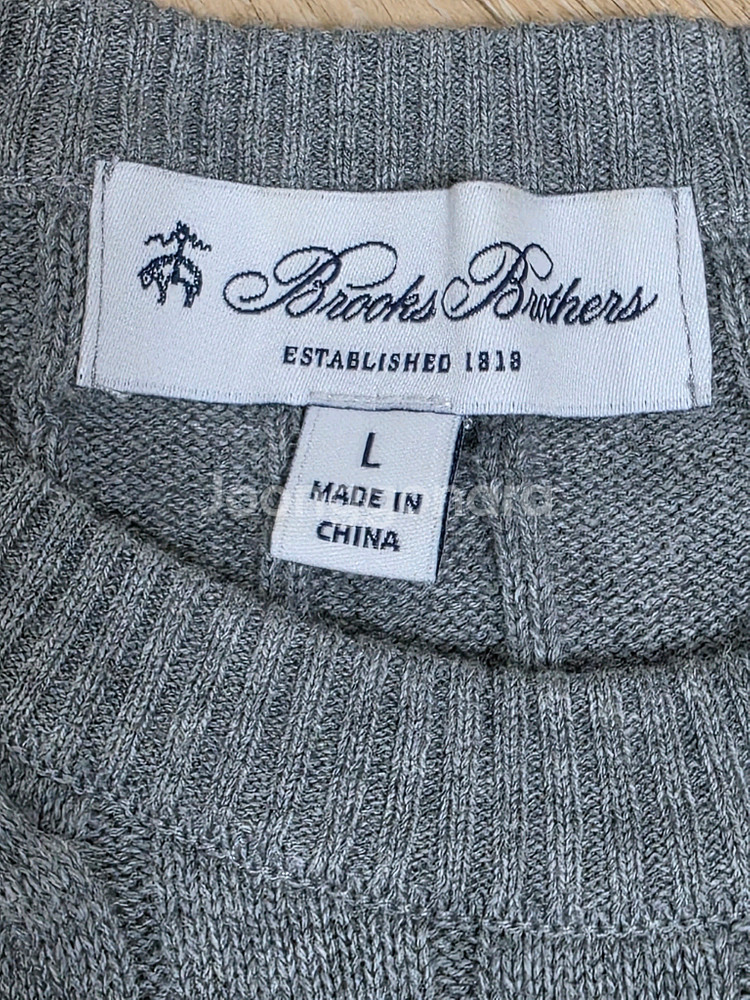 Brooks Brothers
ESTABLISHED 1818
L
MADE IN
CHINA